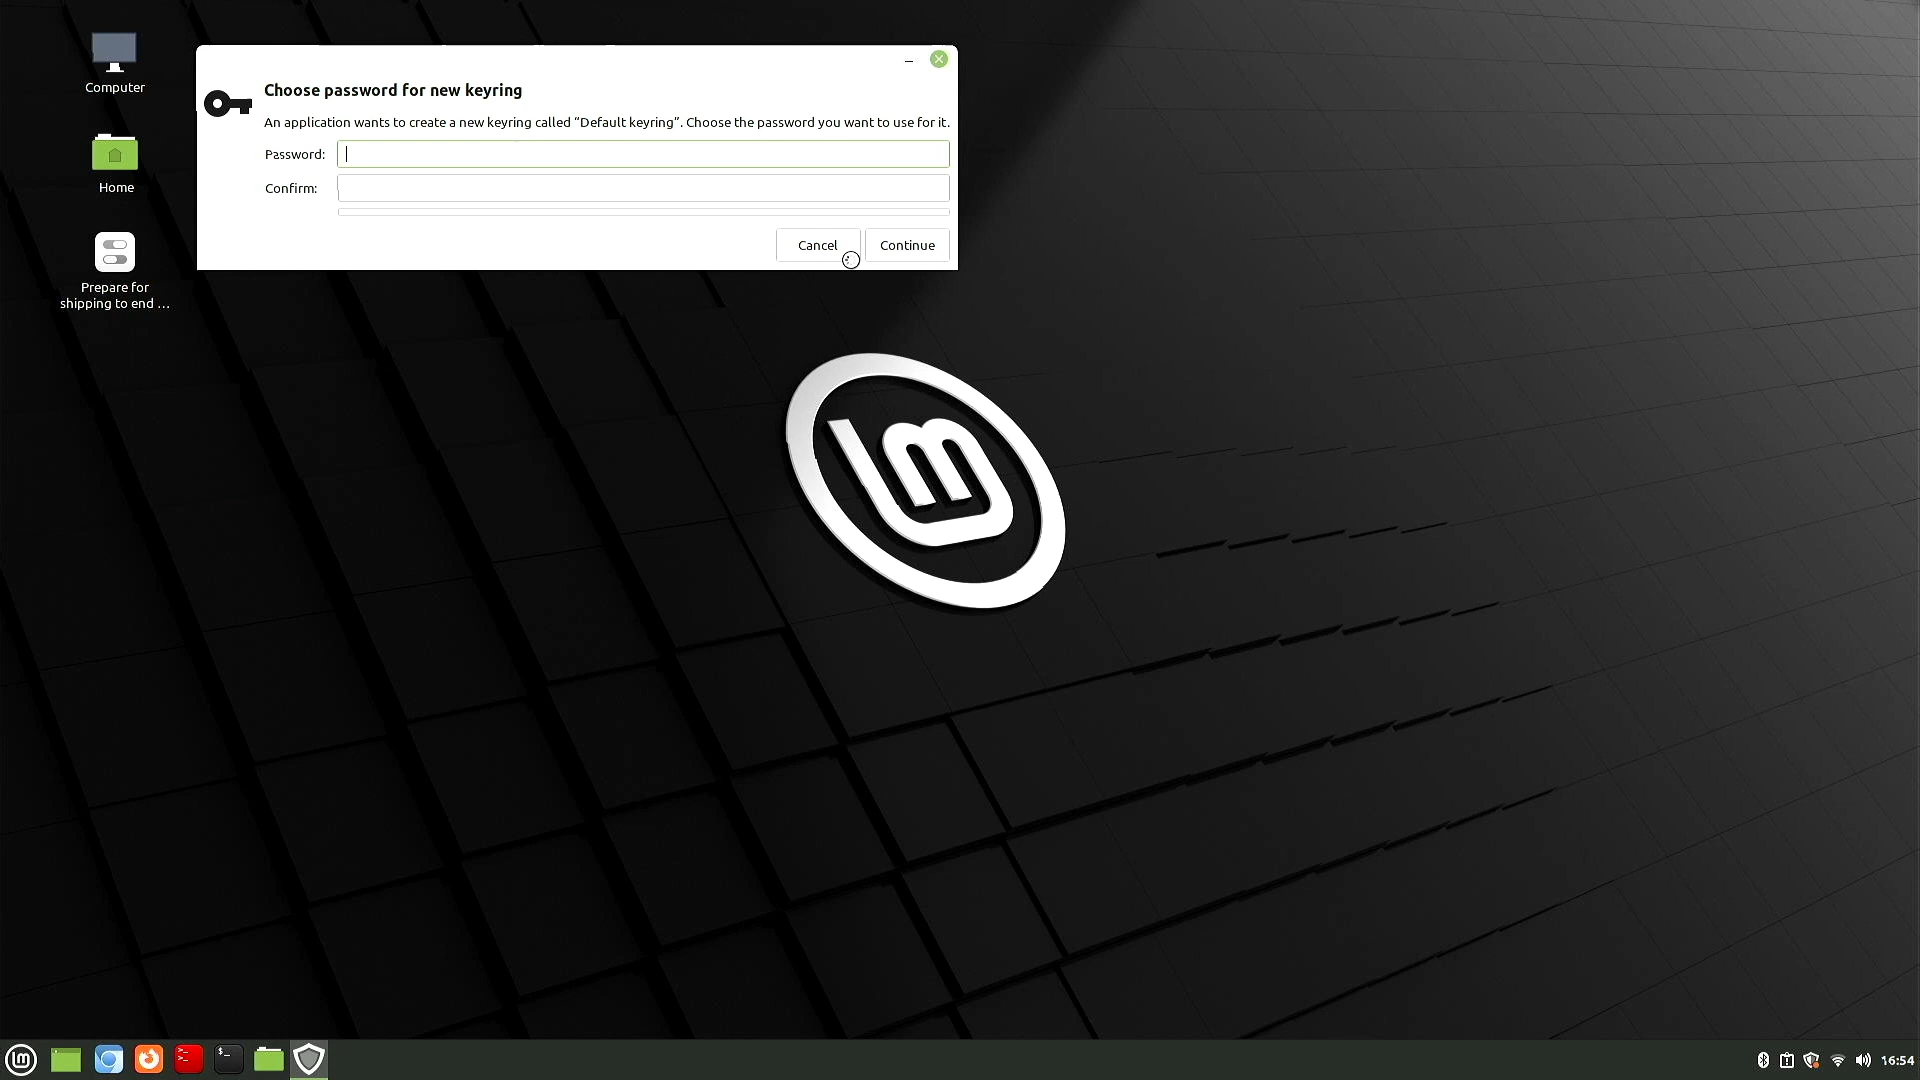 Computer
Home
Prepare for
shipping to end ...
Choose password for new keyring
An application wants to create a new keyring called “Default keyring”. Choose the password you want to use for it.
Password:
Confirm:
Cancel
Continue
lm
16:54